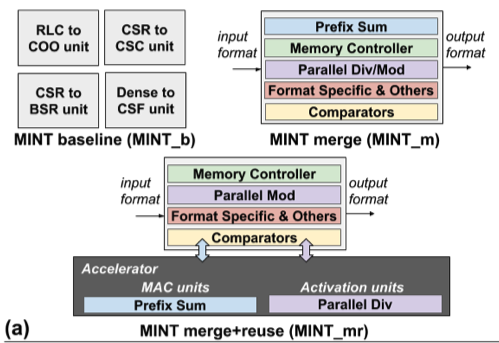 RLC to
COO unit
CSR to
CSC unit
CSR to
BSR unit
Dense to
CSF unit
MINT baseline (MINT_b)
input
format
Prefix Sum
Memory Controller
Parallel Div/Mod
Format Specific & Others
Comparators
output
format
MINT merge (MINT_m)
input
format
Memory Controller
Parallel Mod
Format Specific & Others
Comparators
output
format
Accelerator
MAC units
Prefix Sum
Activation units
Parallel Div
(a)
MINT merge+reuse (MINT_mr)